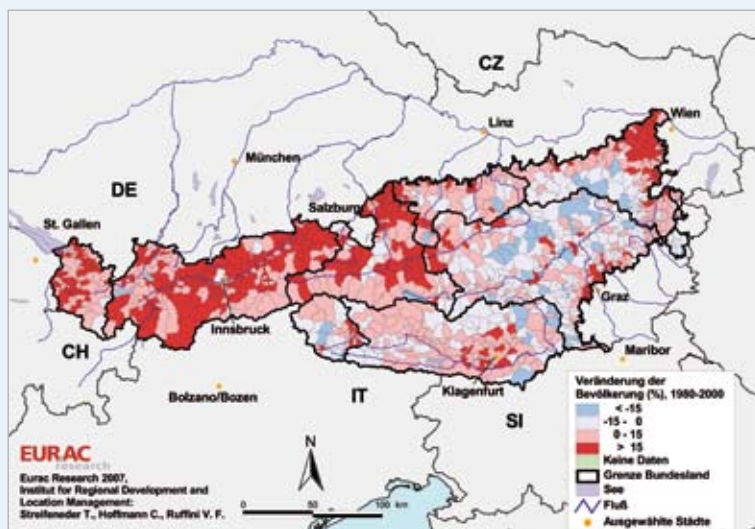 CZ
Linz
Wien
München
DE
Salzburg
St. Gallen
Innsbruck
Graz
CH
Maribor
Bolzano/Bozen
IT
Klagenfurt
SI
Veränderung der
Bevölkerung (%), 1980-2000
< -15
-15 - 0
0 - 15
> 15
Keine Daten
Grenze Bundesland
See
Fluß
Ausgewählte Städte
EURAC
research
Eurac Research 2007,
Institut for Regional Development and
Location Management:
Streifeneder T., Hoffmann C., Ruffini V. F.
N
0 50 100 km